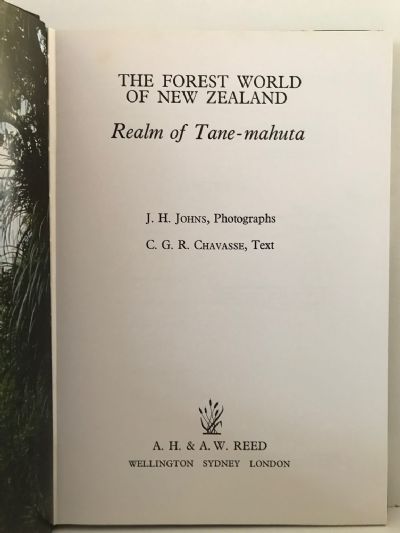 THE FOREST WORLD
OF NEW ZEALAND
Realm of Tane-mahuta
J. H. JOHNS, Photographs
C. G. R. CHAVASSE, Text
A. H. & A. W. REED
WELLINGTON SYDNEY LONDON